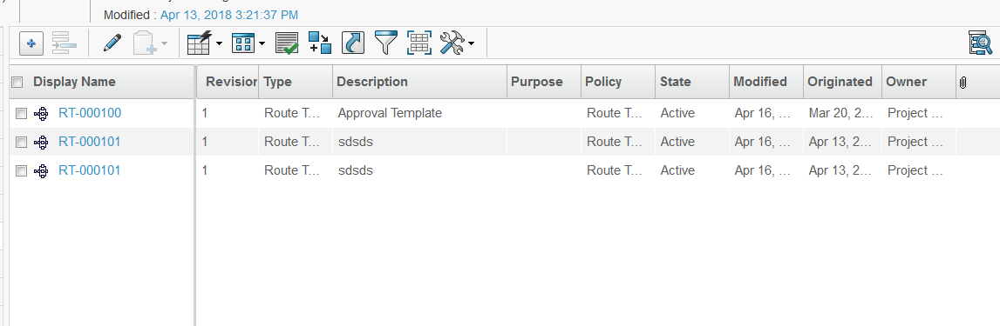 Modified : Apr 13, 2018 3:21:37 PM
Display Name Revision Type Description Purpose Policy State Modified Originated Owner
RT-000100 1 Route T... Approval Template Route T... Active Apr 16, ... Mar 20, 2... Project ...
RT-000101 1 Route T... sdsds Route T... Active Apr 16, ... Apr 13, 2... Project ...
RT-000101 1 Route T... sdsds Route T... Active Apr 16, ... Apr 13, 2... Project ...